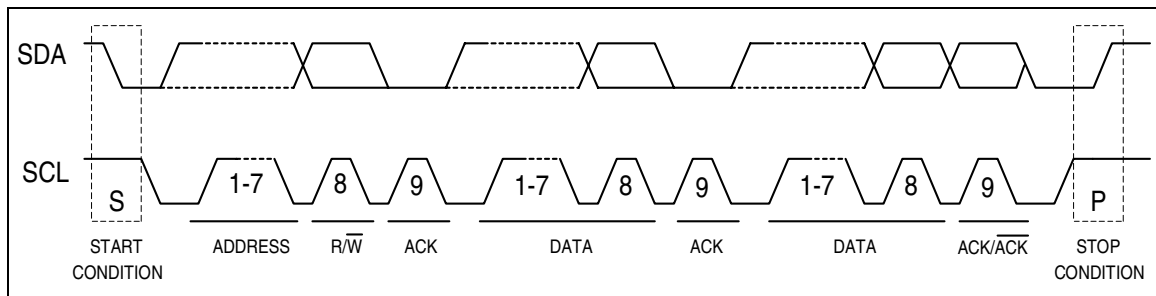 SDA
SCL
1-7 8 9 1-7 8 9 1-7 8 9
S P
START CONDITION
ADDRESS
R/W̅
ACK
DATA
ACK
DATA
ACK/A̅C̅K̅
STOP CONDITION